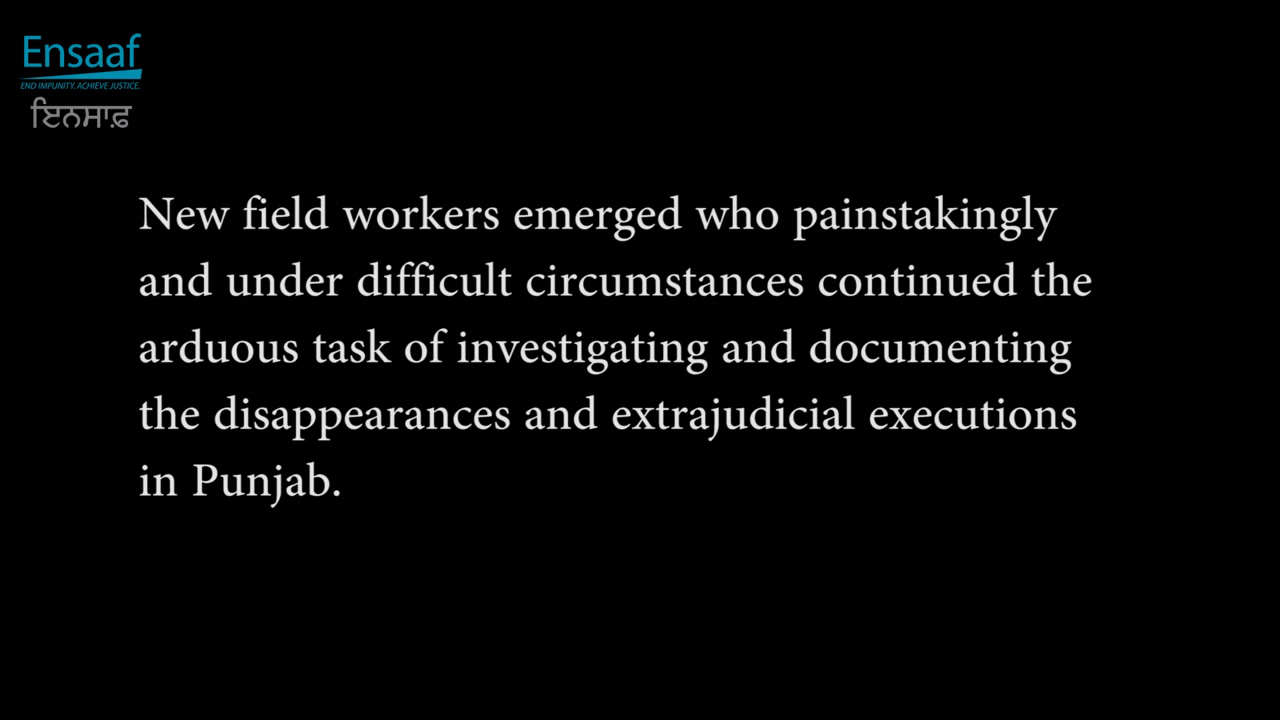 Ensaaf
END IMPUNITY. ACHIEVE JUSTICE.
ਇਨਸਾਫ਼
New field workers emerged who painstakingly
and under difficult circumstances continued the
arduous task of investigating and documenting
the disappearances and extrajudicial executions
in Punjab.